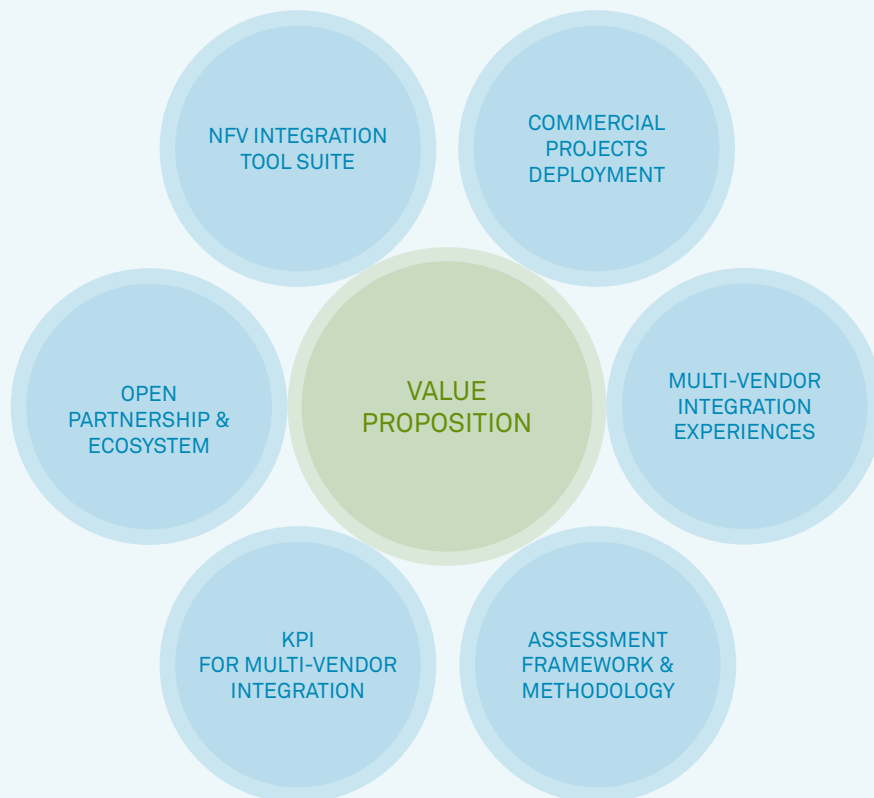 NFV INTEGRATION
TOOL SUITE
COMMERCIAL
PROJECTS
DEPLOYMENT
OPEN
PARTNERSHIP &
ECOSYSTEM
VALUE
PROPOSITION
MULTI-VENDOR
INTEGRATION
EXPERIENCES
KPI
FOR MULTI-VENDOR
INTEGRATION
ASSESSMENT
FRAMEWORK &
METHODOLOGY